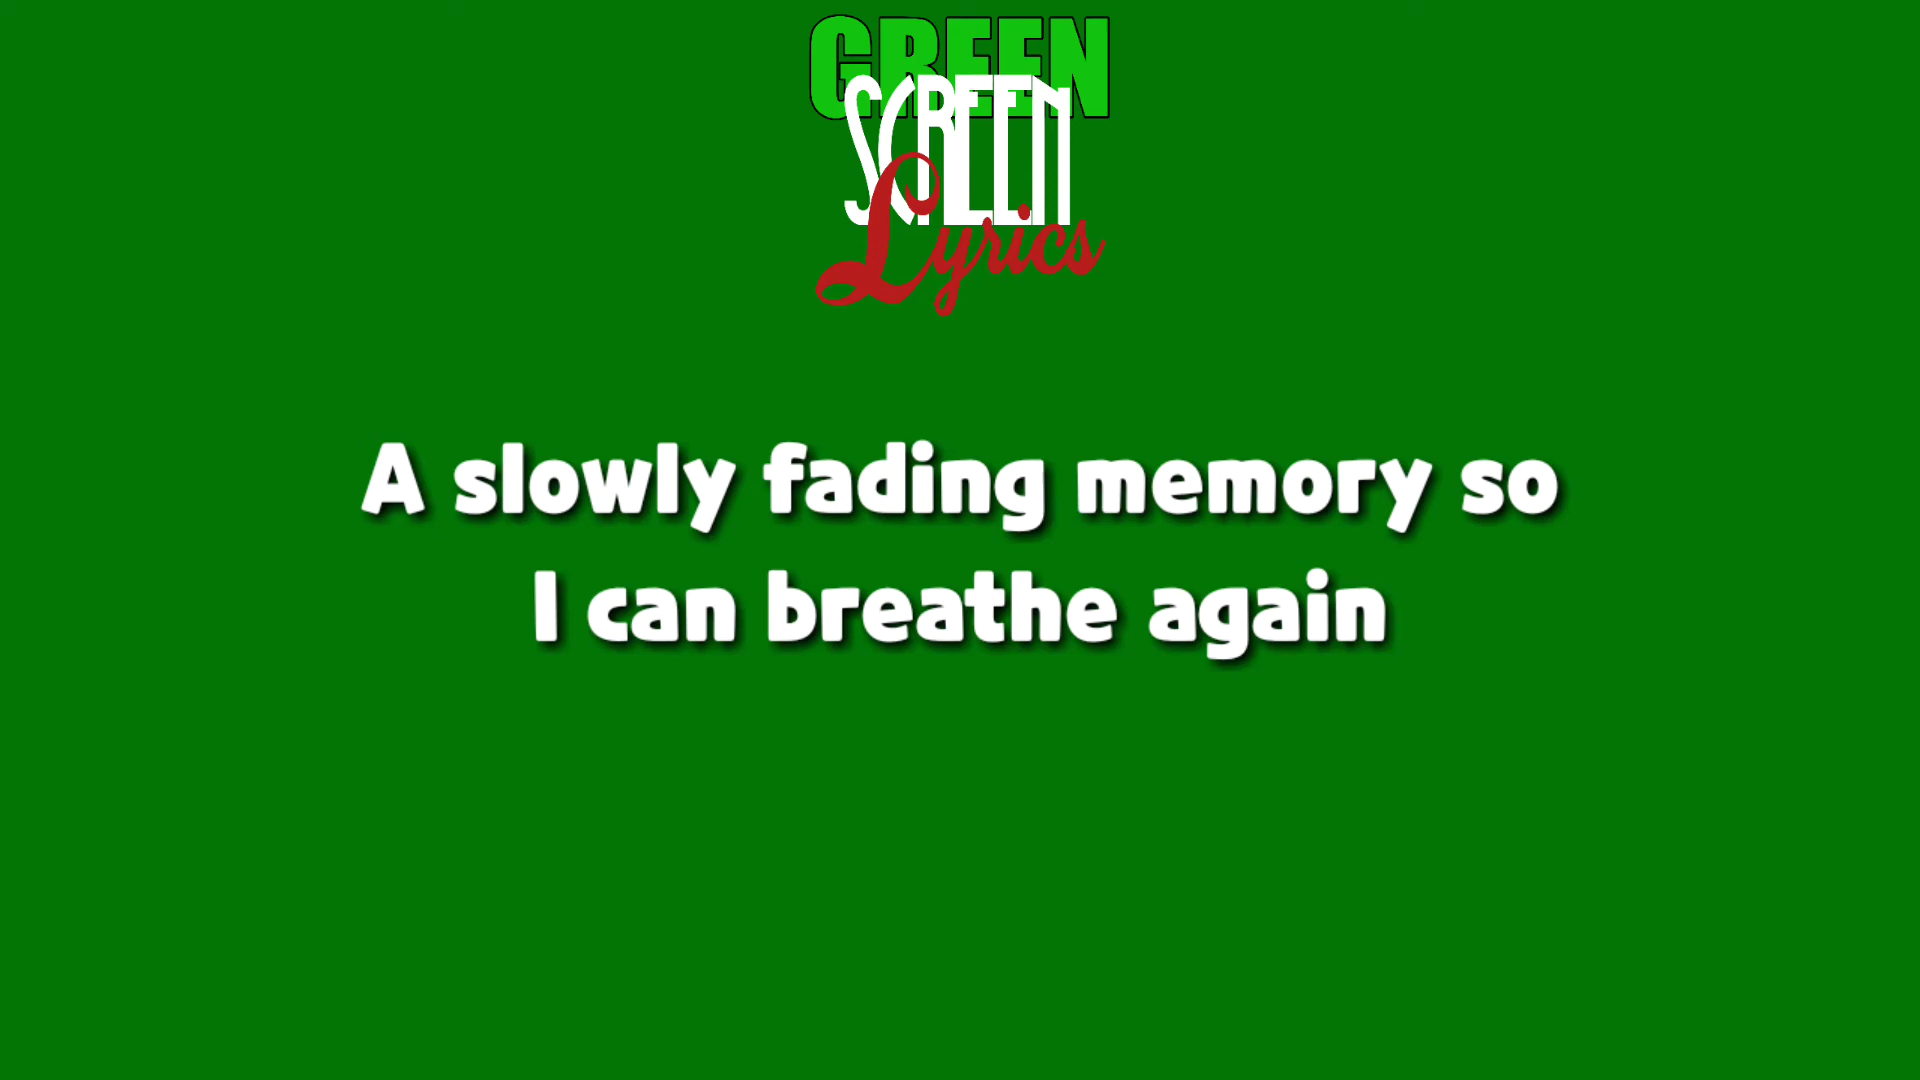 GREEN
SCREEN
Lyrics
A slowly fading memory so
I can breathe again